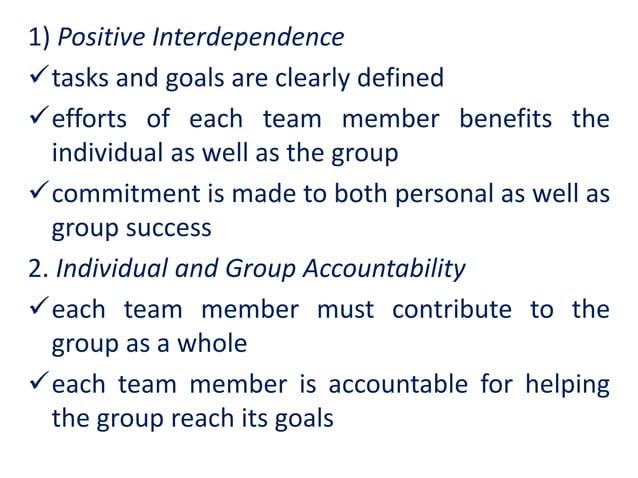 1) Positive Interdependence
✓tasks and goals are clearly defined
✓efforts of each team member benefits the
individual as well as the group
✓commitment is made to both personal as well as
group success
2. Individual and Group Accountability
✓each team member must contribute to the
group as a whole
✓each team member is accountable for helping
the group reach its goals